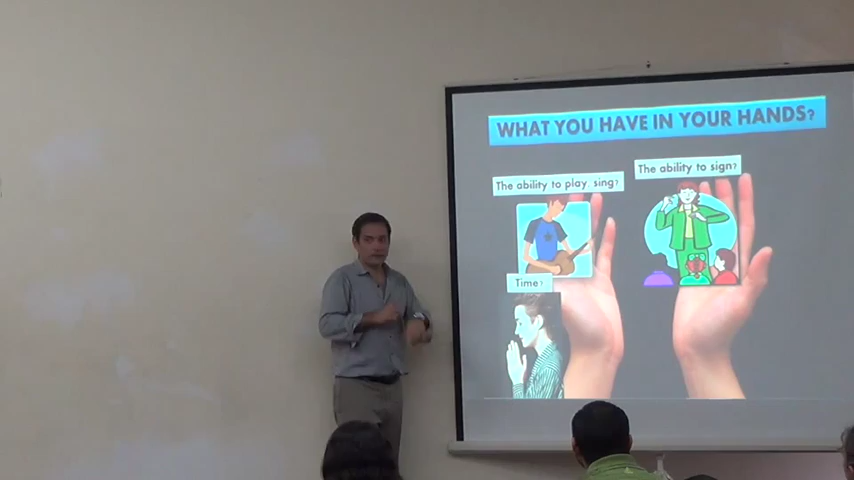 WHAT YOU HAVE IN YOUR HANDS?
The ability to play, sing?
The ability to sign?
Time?